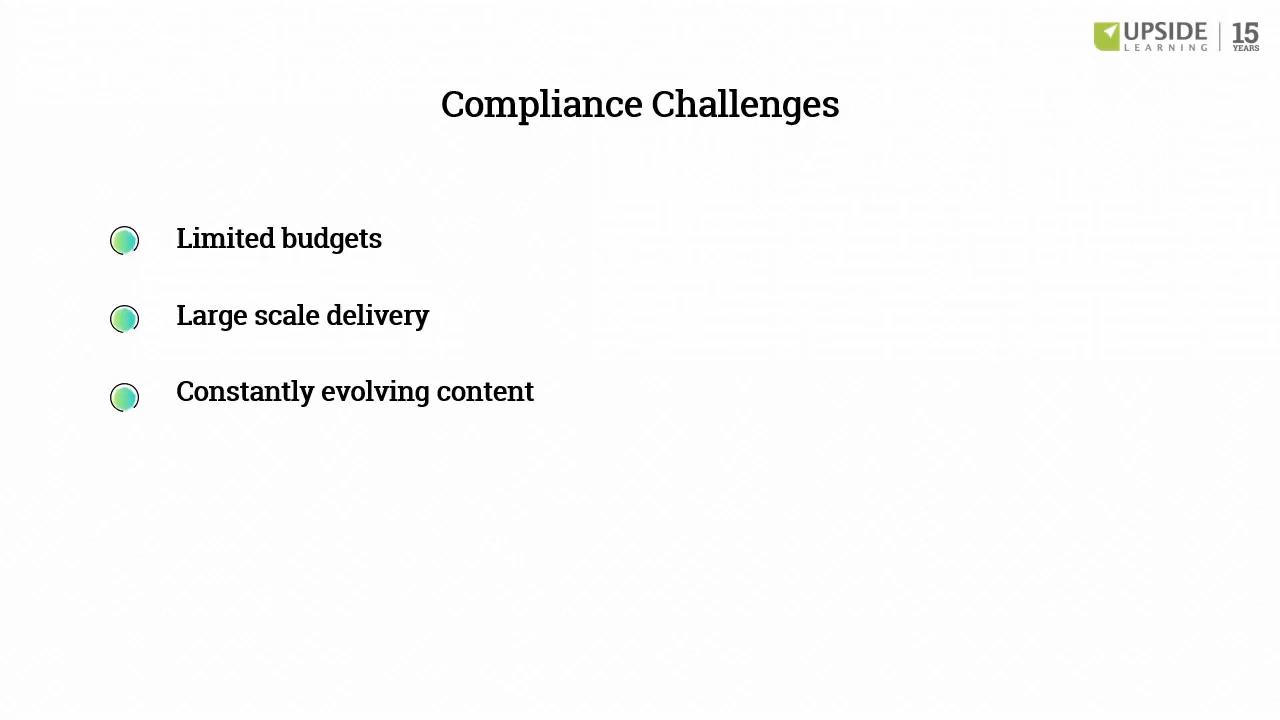 UPSIDE | 15
LEARNING YEARS
Compliance Challenges
Limited budgets
Large scale delivery
Constantly evolving content